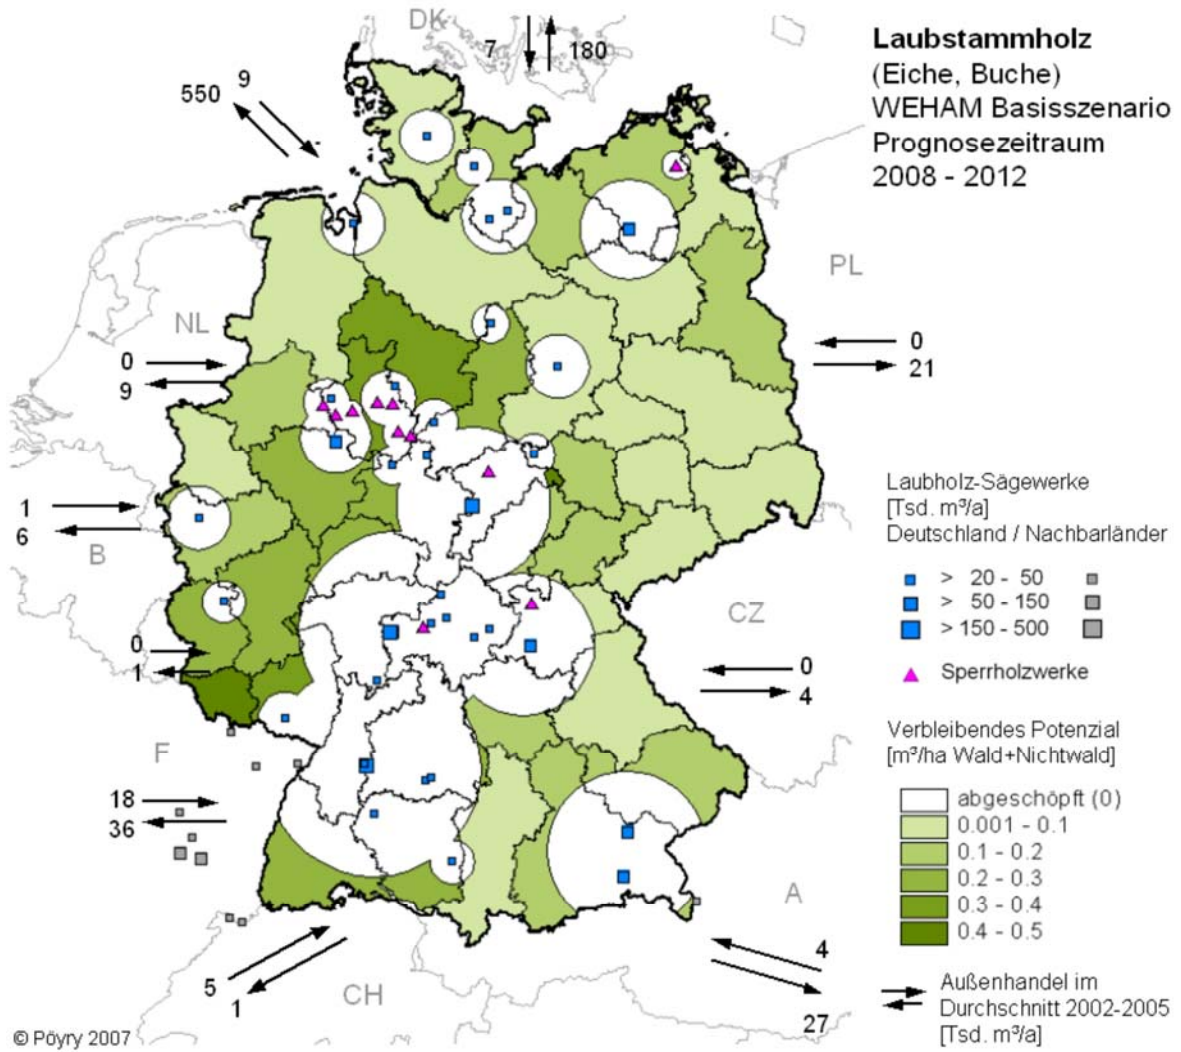 DK
7
180
9
550
Laubstammholz
(Eiche, Buche)
WEHAM Basisszenario
Prognosezeitraum
2008 - 2012
PL
NL
0
9
0
21
1
6
B
Laubholz-Sägewerke
[Tsd. m³/a]
Deutschland / Nachbarländer
> 20 - 50
> 50 - 150
> 150 - 500
Sperrholzwerke
CZ
0
1
0
4
F
18
36
Verbleibendes Potenzial
[m³/ha Wald+Nichtwald]
abgeschöpft (0)
0.001 - 0.1
0.1 - 0.2
0.2 - 0.3
0.3 - 0.4
0.4 - 0.5
A
4
27
5
1
CH
Außenhandel im
Durchschnitt 2002-2005
[Tsd. m³/a]
© Pöyry 2007